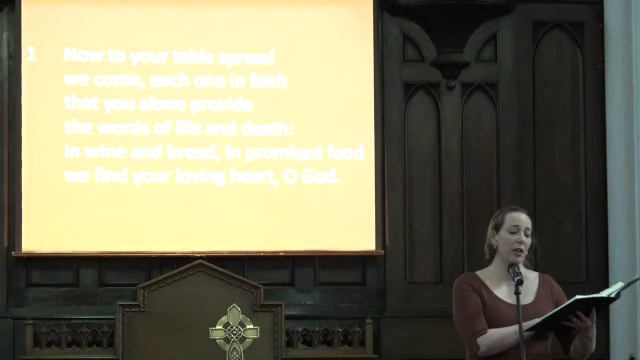 1 Now to your table spread
we come, each one in faith
that you alone provide
the words of life and death:
in wine and bread, in promised food
we find your loving heart, O God.